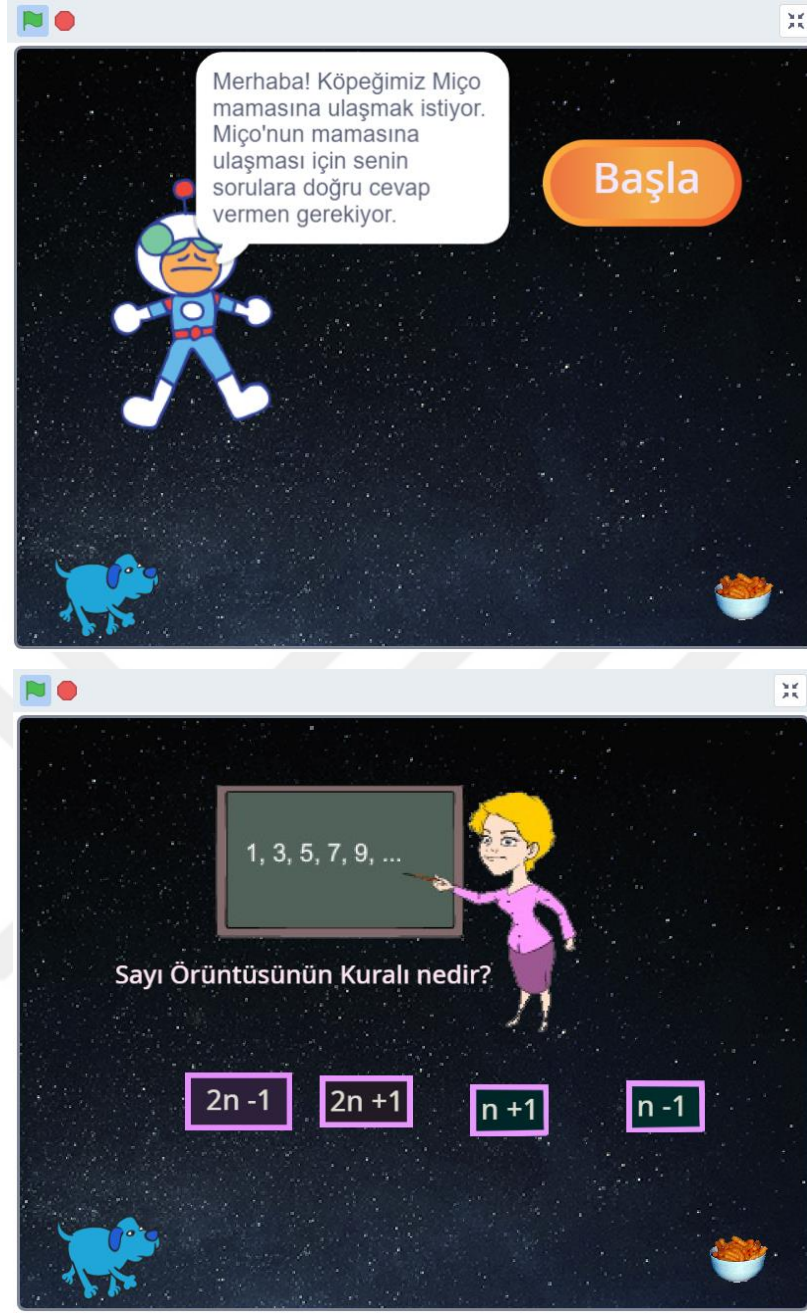 Merhaba! Köpeğimiz Miço
mamasına ulaşmak istiyor.
Miço'nun mamasına
ulaşması için senin
sorulara doğru cevap
vermen gerekiyor.
Başla
1, 3, 5, 7, 9, ...
Sayı Örüntüsünün Kuralı nedir?
2n -1
2n +1
n +1
n -1